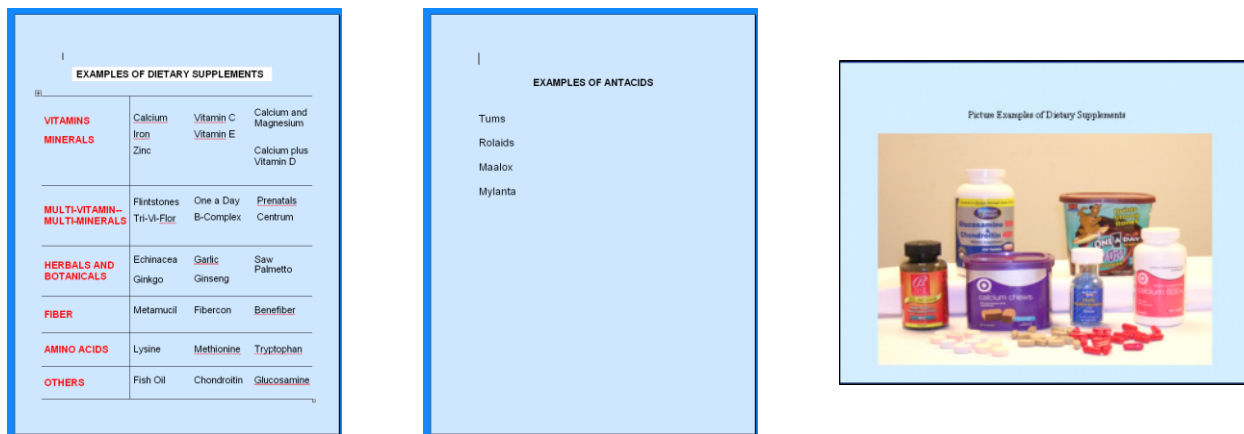 EXAMPLES OF DIETARY SUPPLEMENTS
VITAMINS
MINERALS
Calcium Vitamin C Calcium and Magnesium
Iron Vitamin E
Zinc Calcium plus Vitamin D
MULTI-VITAMIN--
MULTI-MINERALS
Flintstones One a Day Prenatals
Tri-Vi-Flor B-Complex Centrum
HERBALS AND
BOTANICALS
Echinacea Garlic Saw Palmetto
Ginkgo Ginseng
FIBER Metamucil Fibercon Benefiber
AMINO ACIDS Lysine Methionine Tryptophan
OTHERS Fish Oil Chondroitin Glucosamine
EXAMPLES OF ANTACIDS
Tums
Rolaids
Maalox
Mylanta
Picture Examples of Dietary Supplements
Glucosamine
Chondroitin
ONE A DAY
calcium chews
calcium 600